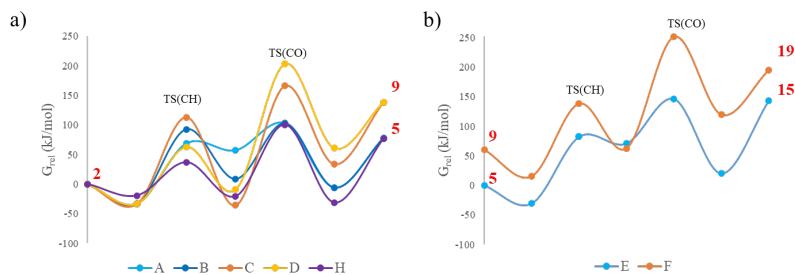 a)
250
200
150
100
50
0
-50
-100
G_rel (kJ/mol)
TS(CH)
TS(CO)
2
9
5
A B C D H
b)
250
200
150
100
50
0
-50
-100
G_rel (kJ/mol)
TS(CH)
TS(CO)
9
5
19
15
E F